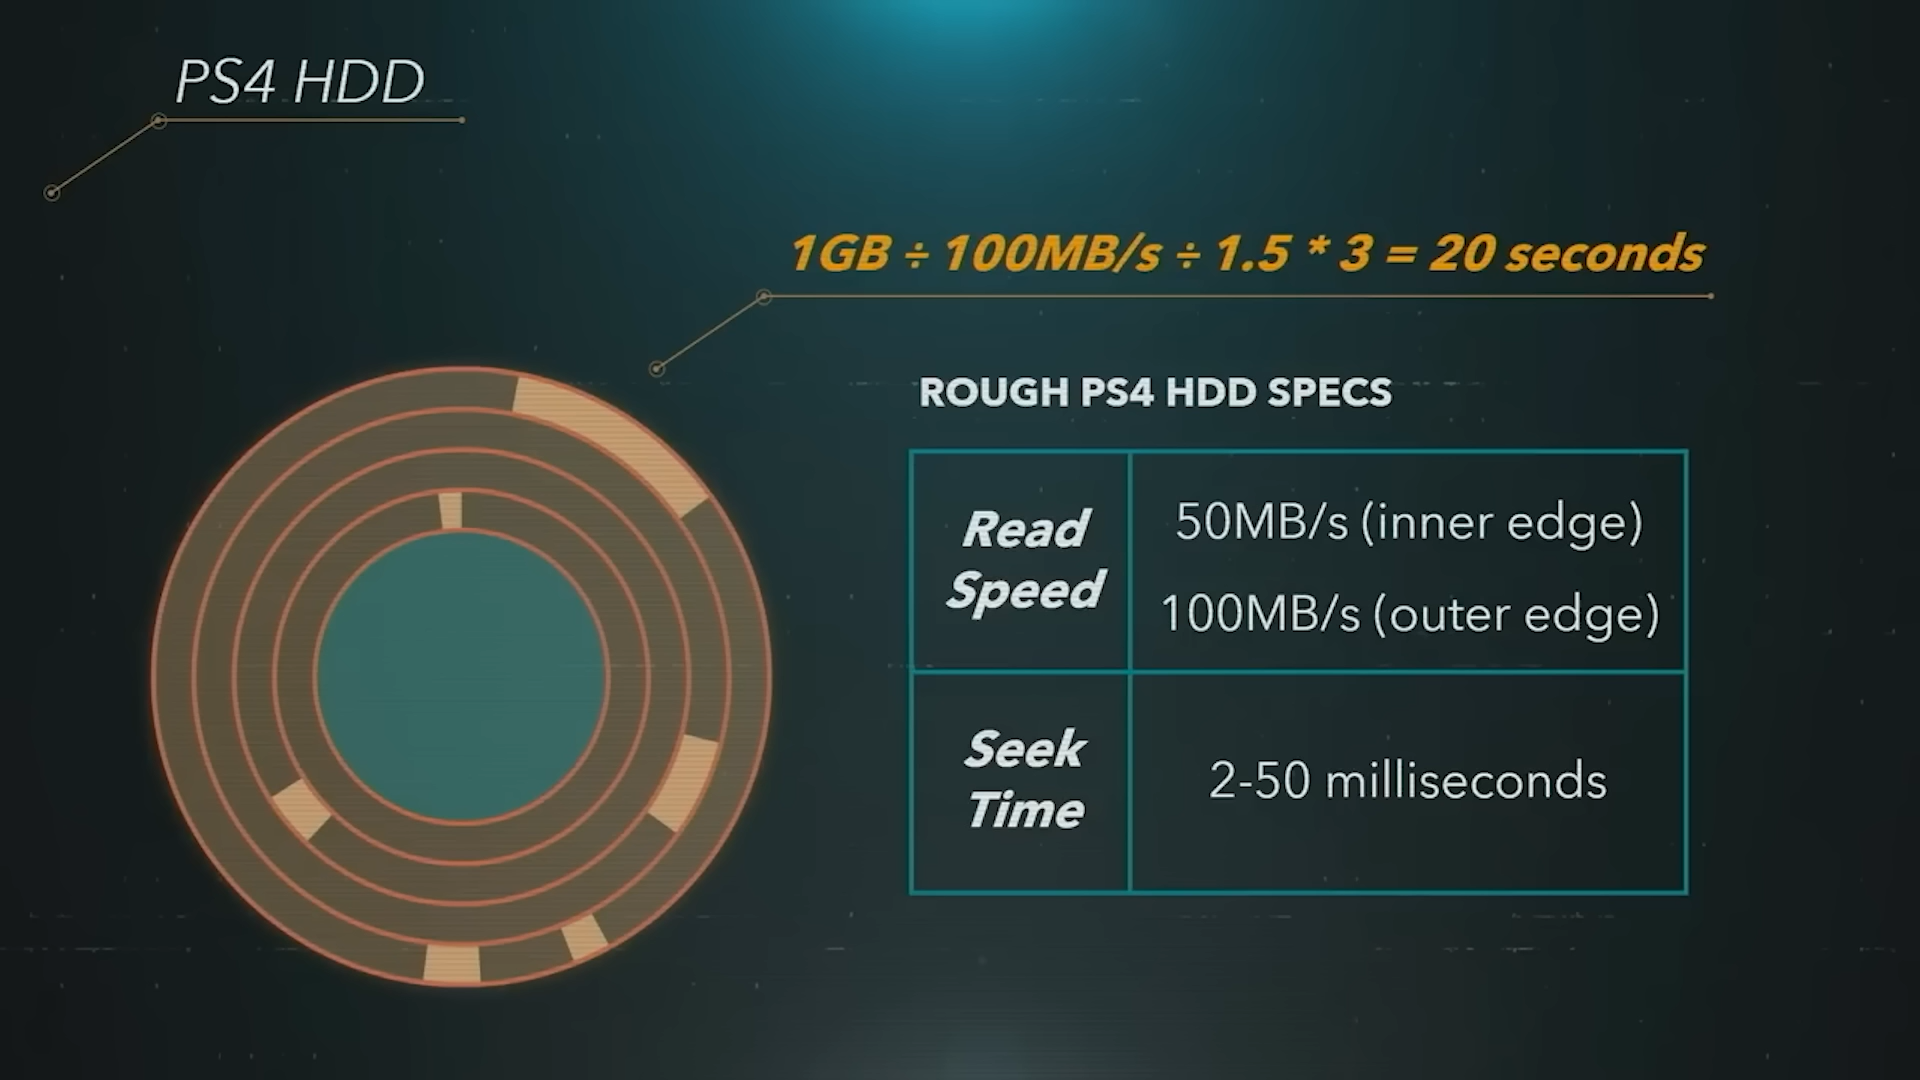 PS4 HDD
1GB ÷ 100MB/s ÷ 1.5 * 3 = 20 seconds
ROUGH PS4 HDD SPECS
Read
Speed
50MB/s (inner edge)
100MB/s (outer edge)
Seek
Time
2-50 milliseconds